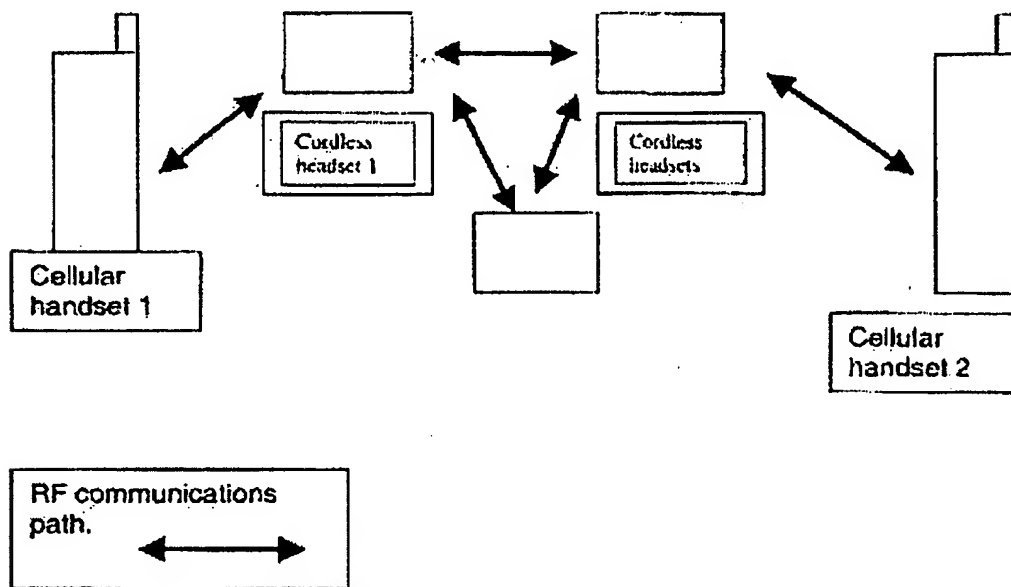 Cordless
headset 1
Cordless
headsets
Cellular
handset 1
Cellular
handset 2
RF communications
path.